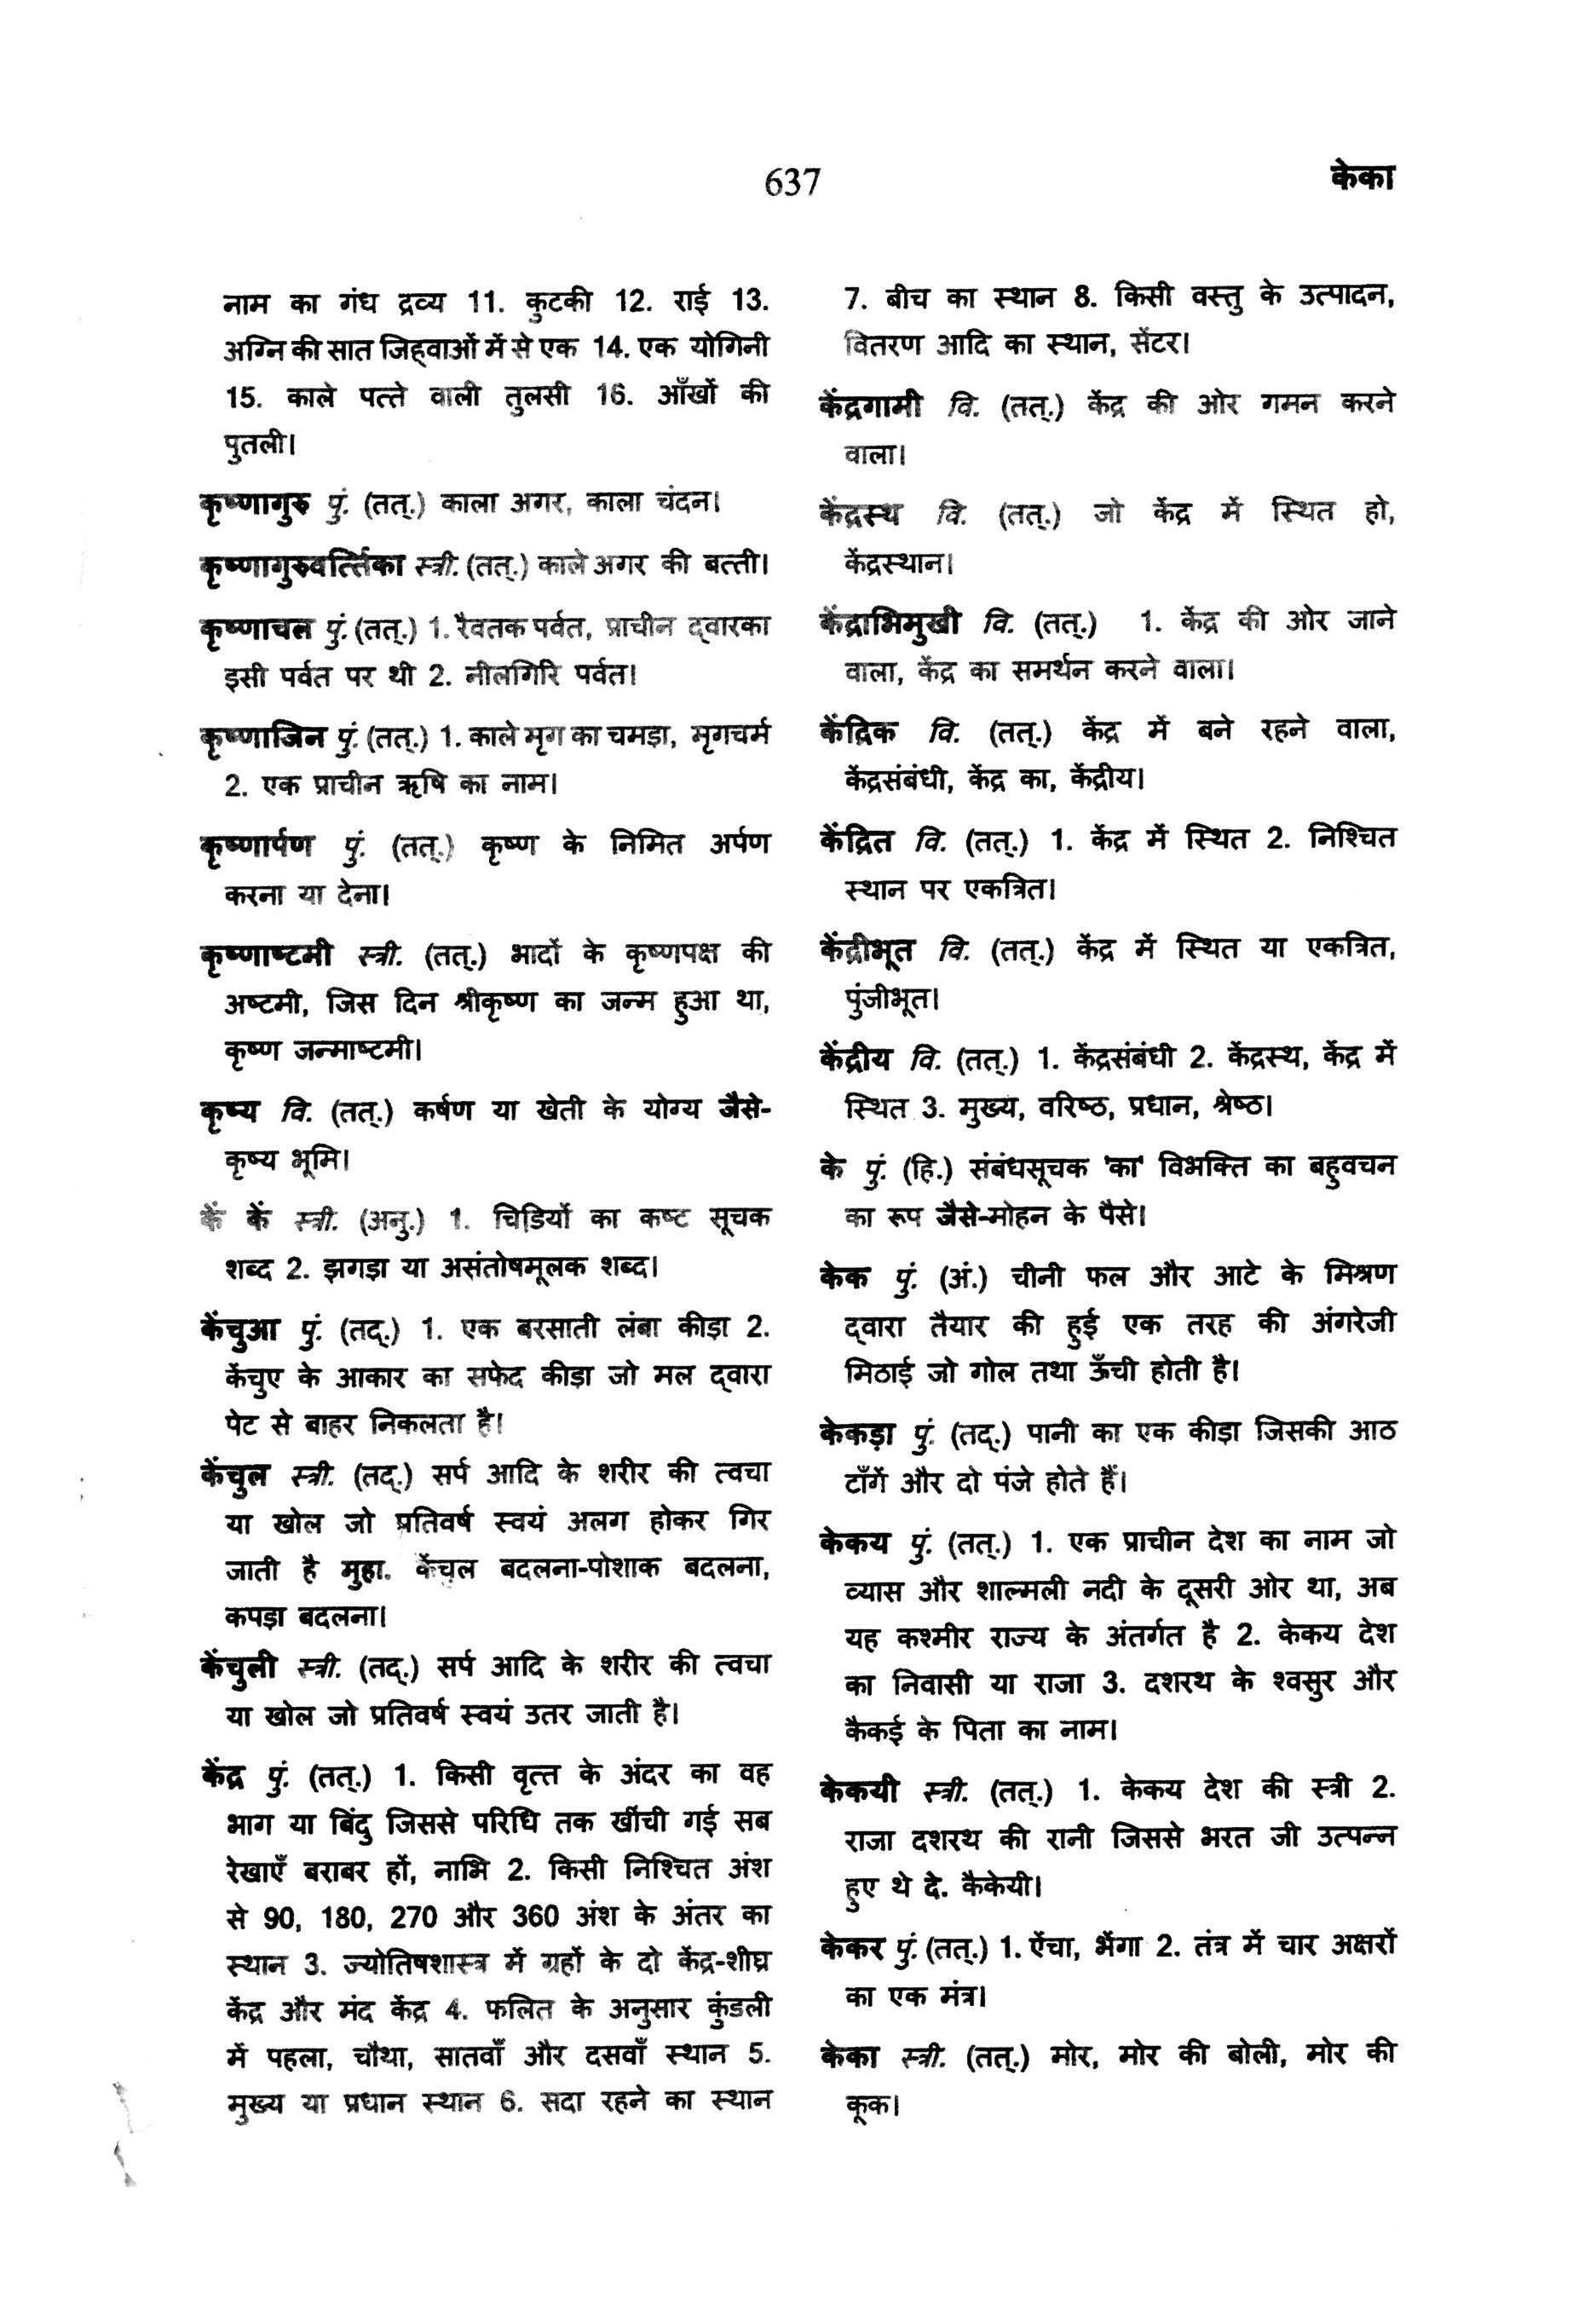 637
केका
नाम का गंध द्रव्य 11. कुटकी 12. राई 13.
अग्नि की सात जिह्वाओं में से एक 14. एक योगिनी
15. काले पत्ते वाली तुलसी 16. आँखों की
पुतली।
कृष्णागुरु पुं. (तत्.) काला अगर, काला चंदन।
कृष्णागुरुवर्त्तिका स्त्री. (तत्.) काले अगर की बत्ती।
कृष्णाचल पुं. (तत्.) 1. रैवतक पर्वत, प्राचीन द्वारका
इसी पर्वत पर थी 2. नीलगिरि पर्वत।
कृष्णाजिन पुं. (तत्.) 1. काले मृग का चमड़ा, मृगचर्म
2. एक प्राचीन ऋषि का नाम।
कृष्णार्पण पुं. (तत्.) कृष्ण के निमित अर्पण
करना या देना।
कृष्णाष्टमी स्त्री. (तत्.) भादों के कृष्णपक्ष की
अष्टमी, जिस दिन श्रीकृष्ण का जन्म हुआ था,
कृष्ण जन्माष्टमी।
कृष्य वि. (तत्.) कर्षण या खेती के योग्य जैसे-
कृष्य भूमि।
कें कें स्त्री. (अनु.) 1. चिडि़यों का कष्ट सूचक
शब्द 2. झगड़ा या असंतोषमूलक शब्द।
केंचुआ पुं. (तद्.) 1. एक बरसाती लंबा कीड़ा 2.
केंचुए के आकार का सफेद कीड़ा जो मल द्वारा
पेट से बाहर निकलता है।
केंचुल स्त्री. (तद्.) सर्प आदि के शरीर की त्वचा
या खोल जो प्रतिवर्ष स्वयं अलग होकर गिर
जाती है मुहा. केंचुल बदलना-पोशाक बदलना,
कपड़ा बदलना।
केंचुली स्त्री. (तद्.) सर्प आदि के शरीर की त्वचा
या खोल जो प्रतिवर्ष स्वयं उतर जाती है।
केंद्र पुं. (तत्.) 1. किसी वृत्त के अंदर का वह
भाग या बिंदु जिससे परिधि तक खींची गई सब
रेखाएँ बराबर हों, नाभि 2. किसी निश्चित अंश
से 90, 180, 270 और 360 अंश के अंतर का
स्थान 3. ज्योतिषशास्त्र में ग्रहों के दो केंद्र-शीघ्र
केंद्र और मंद केंद्र 4. फलित के अनुसार कुंडली
में पहला, चौथा, सातवाँ और दसवाँ स्थान 5.
मुख्य या प्रधान स्थान 6. सदा रहने का स्थान
7. बीच का स्थान 8. किसी वस्तु के उत्पादन,
वितरण आदि का स्थान, सेंटर।
केंद्रगामी वि. (तत्.) केंद्र की ओर गमन करने
वाला।
केंद्रस्थ वि. (तत्.) जो केंद्र में स्थित हो,
केंद्रस्थान।
केंद्राभिमुखी वि. (तत्.) 1. केंद्र की ओर जाने
वाला, केंद्र का समर्थन करने वाला।
केंद्रिक वि. (तत्.) केंद्र में बने रहने वाला,
केंद्रसंबंधी, केंद्र का, केंद्रीय।
केंद्रित वि. (तत्.) 1. केंद्र में स्थित 2. निश्चित
स्थान पर एकत्रित।
केंद्रीभूत वि. (तत्.) केंद्र में स्थित या एकत्रित,
पुंजीभूत।
केंद्रीय वि. (तत्.) 1. केंद्रसंबंधी 2. केंद्रस्थ, केंद्र में
स्थित 3. मुख्य, वरिष्ठ, प्रधान, श्रेष्ठ।
के पुं. (हि.) संबंधसूचक 'का' विभक्ति का बहुवचन
का रूप जैसे-मोहन के पैसे।
केक पुं. (अं.) चीनी फल और आटे के मिश्रण
द्वारा तैयार की हुई एक तरह की अंगरेजी
मिठाई जो गोल तथा ऊँची होती है।
केकड़ा पुं. (तद्.) पानी का एक कीड़ा जिसकी आठ
टाँगें और दो पंजे होते हैं।
केकय पुं. (तत्.) 1. एक प्राचीन देश का नाम जो
व्यास और शाल्मली नदी के दूसरी ओर था, अब
यह कश्मीर राज्य के अंतर्गत है 2. केकय देश
का निवासी या राजा 3. दशरथ के श्वसुर और
कैकई के पिता का नाम।
केकयी स्त्री. (तत्.) 1. केकय देश की स्त्री 2.
राजा दशरथ की रानी जिससे भरत जी उत्पन्न
हुए थे दे. कैकेयी।
केकर पुं. (तत्.) 1. ऐंचा, भेंगा 2. तंत्र में चार अक्षरों
का एक मंत्र।
केका स्त्री. (तत्.) मोर, मोर की बोली, मोर की
कूक।